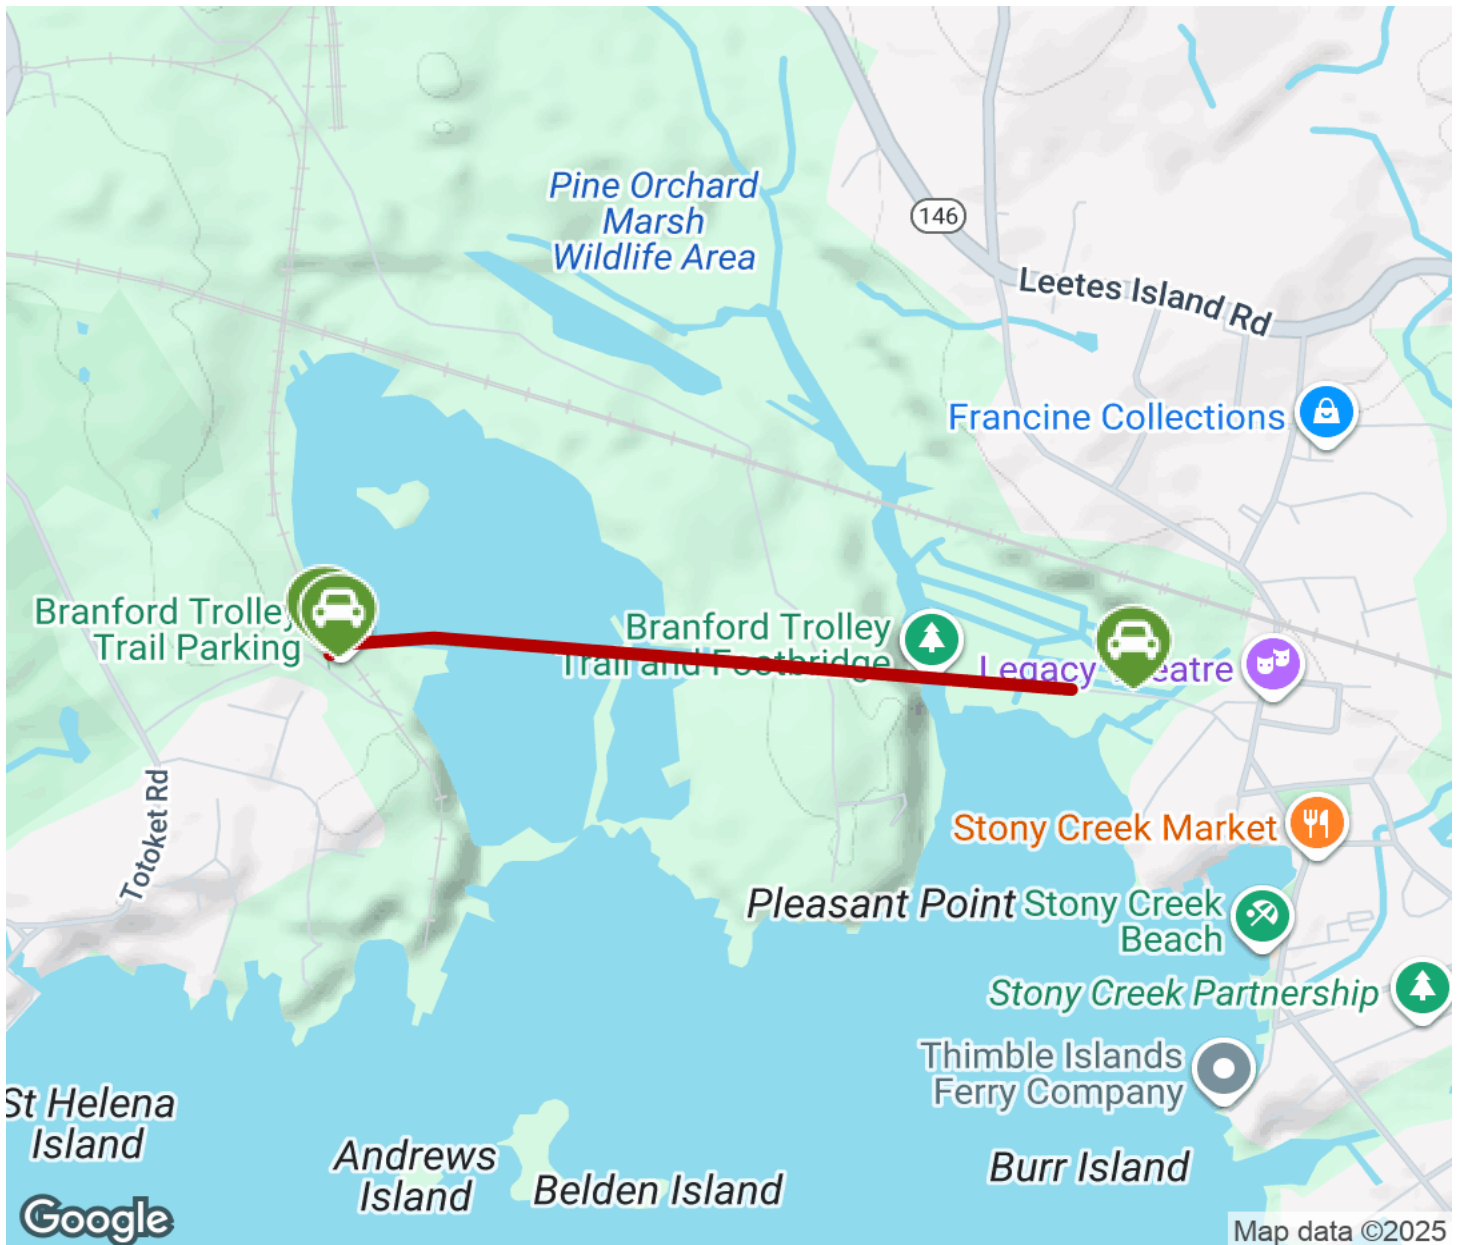 Pine Orchard
Marsh
Wildlife Area
146
Leetes Island Rd
Francine Collections
Branford Trolley
Trail Parking
Branford Trolley
Trail and Footbridge
Legacy Theatre
Totoket Rd
Stony Creek Market
Pleasant Point
Stony Creek
Beach
Stony Creek Partnership
Thimble Islands
Ferry Company
St Helena
Island
Andrews
Island
Belden Island
Burr Island
Google
Map data ©2025